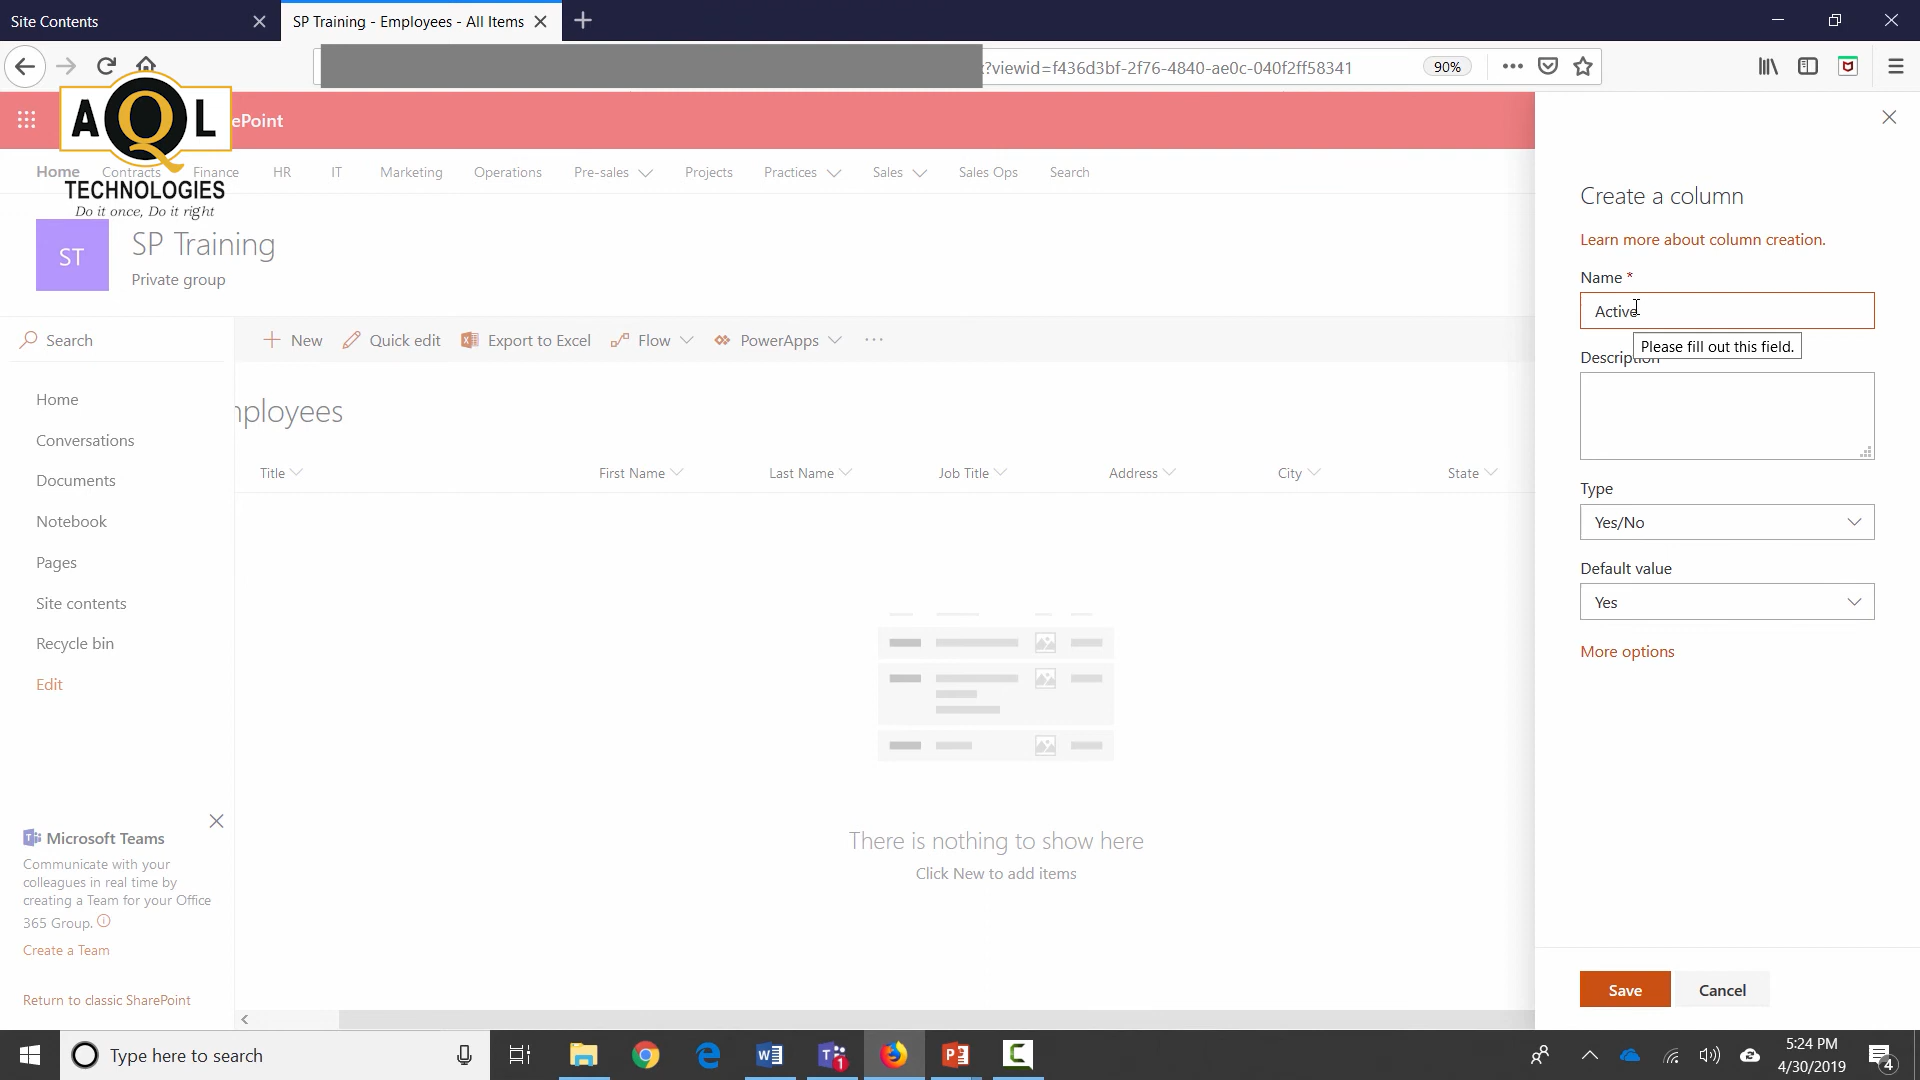 Site Contents
SP Training - Employees - All Items
:?viewid=f436d3bf-2f76-4840-ae0c-040f2ff58341
90%
AQL
TECHNOLOGIES
Do it once, Do it right
ePoint
Home Contracts Finance HR IT Marketing Operations Pre-sales Projects Practices Sales Sales Ops Search
ST
SP Training
Private group
Search
New Quick edit Export to Excel Flow PowerApps ...
Home
Conversations
Documents
Notebook
Pages
Site contents
Recycle bin
Edit
mployees
Title First Name Last Name Job Title Address City State
There is nothing to show here
Click New to add items
Microsoft Teams
Communicate with your
colleagues in real time by
creating a Team for your Office
365 Group.
Create a Team
Return to classic SharePoint
Create a column
Learn more about column creation.
Name *
Active
Please fill out this field.
Description
Type
Yes/No
Default value
Yes
More options
Save Cancel
Type here to search
1
5:24 PM
4/30/2019
4